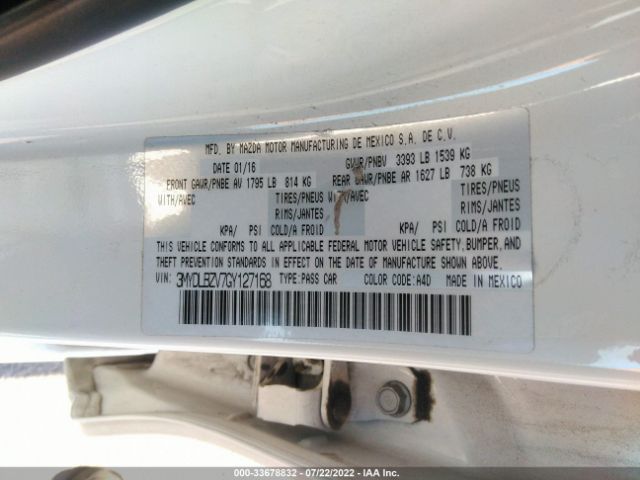 MFD. BY MAZDA MOTOR MANUFACTURING DE MEXICO S.A. DE C.V.
DATE 01/16 GVWR/PNBV 3393 LB 1539 KG
FRONT GAWR/PNBE AV 1795 LB 814 KG REAR GAWR/PNBE AR 1627 LB 738 KG
WITH/AVEC TIRES/PNEUS WITH/AVEC TIRES/PNEUS
RIMS/JANTES RIMS/JANTES
KPA/ PSI COLD/A FROID KPA/ PSI COLD/A FROID
THIS VEHICLE CONFORMS TO ALL APPLICABLE FEDERAL MOTOR VEHICLE SAFETY, BUMPER, AND
THEFT PREVENTION STANDARDS IN EFFECT ON THE DATE OF MANUFACTURE SHOWN ABOVE.
VIN: 3MYDLBZV7GY127168 TYPE:PASS CAR COLOR CODE:A4D MADE IN MEXICO
000-33678832 - 07/22/2022 - IAA Inc.